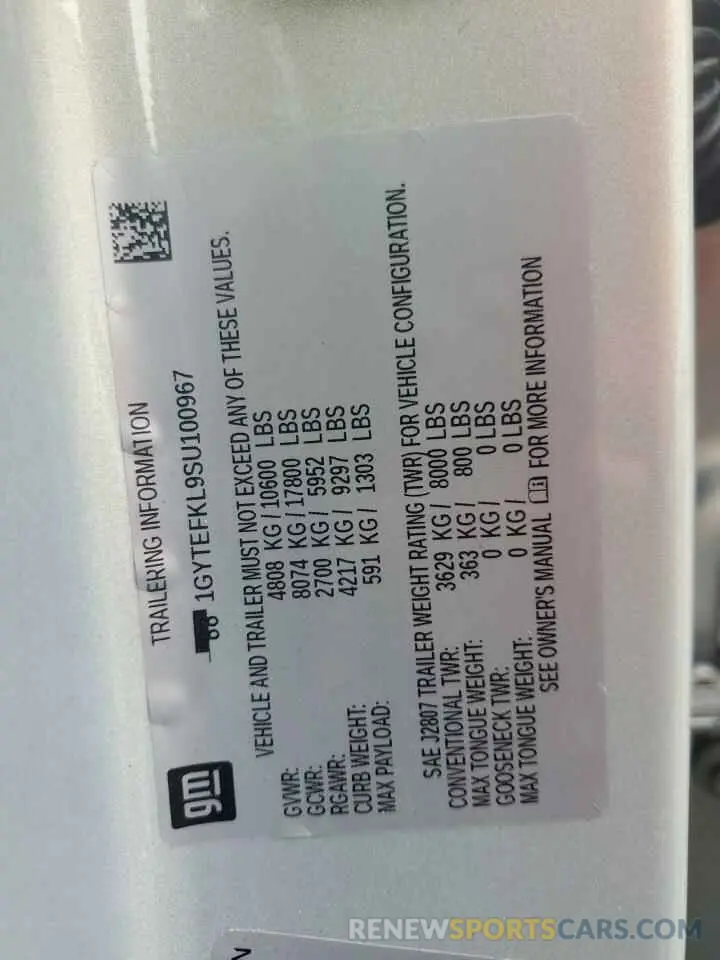 gm
TRAILERING INFORMATION
1GYTEFKL9SU100967
VEHICLE AND TRAILER MUST NOT EXCEED ANY OF THESE VALUES.
GVWR: 4808 KG / 10600 LBS
GCWR: 8074 KG / 17800 LBS
RGAWR: 2700 KG / 5952 LBS
CURB WEIGHT: 4217 KG / 9297 LBS
MAX PAYLOAD: 591 KG / 1303 LBS
SAE J2807 TRAILER WEIGHT RATING (TWR) FOR VEHICLE CONFIGURATION.
CONVENTIONAL TWR: 3629 KG / 8000 LBS
MAX TONGUE WEIGHT: 363 KG / 800 LBS
GOOSENECK TWR: 0 KG / 0 LBS
MAX TONGUE WEIGHT: 0 KG / 0 LBS
SEE OWNER'S MANUAL FOR MORE INFORMATION
N
RENEWSPORTSCARS.COM